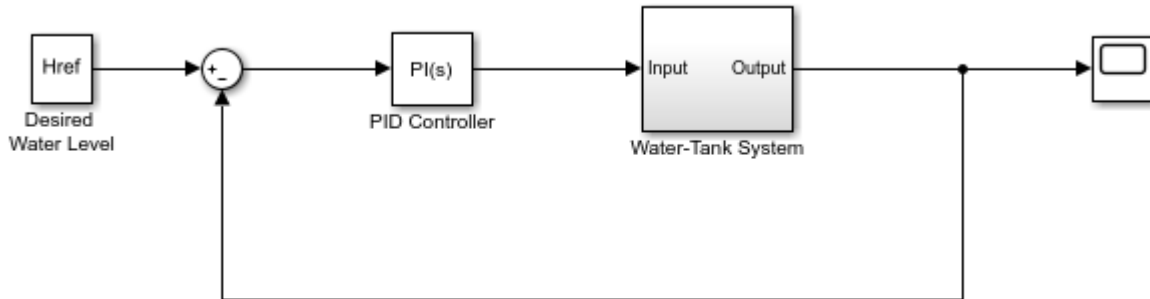 Href
+
-
PI(s)
Input
Output
Desired
Water Level
PID Controller
Water-Tank System